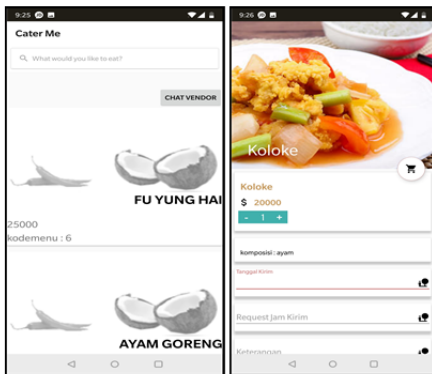 9:25
Cater Me
What would you like to eat?
CHAT VENDOR
FU YUNG HAI
25000
kodemenu : 6
AYAM GORENG
9:26
Koloke
Koloke
$ 20000
- 1 +
komposisi : ayam
Tanggal Kirim
Request Jam Kirim
Keterangan